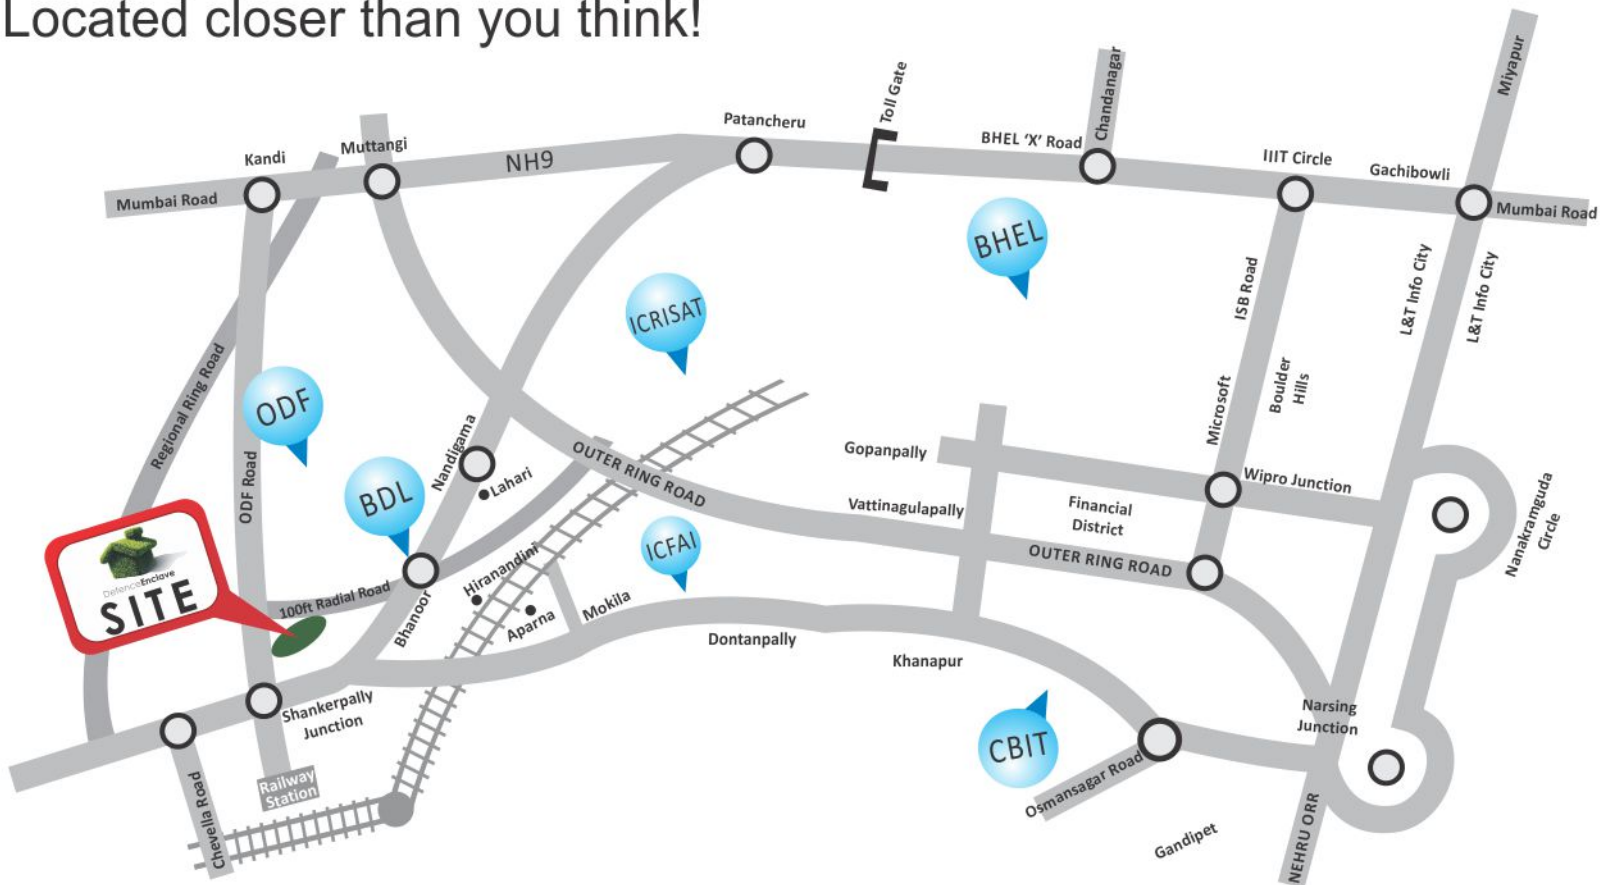 Located closer than you think!
Miyapur
Chandanagar
Toll Gate
Patancheru
BHEL ‘X’ Road
Muttangi
Kandi
NH9
IIIT Circle
Gachibowli
Mumbai Road
Mumbai Road
BHEL
ICRISAT
ISB Road
L&T Info City
L&T Info City
Regional Ring Road
ODF
Microsoft
Boulder
Hills
Nandigama
Lahari
OUTER RING ROAD
Gopanpally
Wipro Junction
ODF Road
BDL
Vattinagulapally
Financial
District
Nanakramguda
Circle
ICFAI
OUTER RING ROAD
DefenceEnclave
SITE
100ft Radial Road
Bhanoor
Hiranandini
Aparna
Mokila
Dontanpally
Khanapur
Shankerpally
Junction
Narsing
Junction
CBIT
Osmansagar Road
Railway
Station
Chevella Road
Gandipet
NEHRU ORR